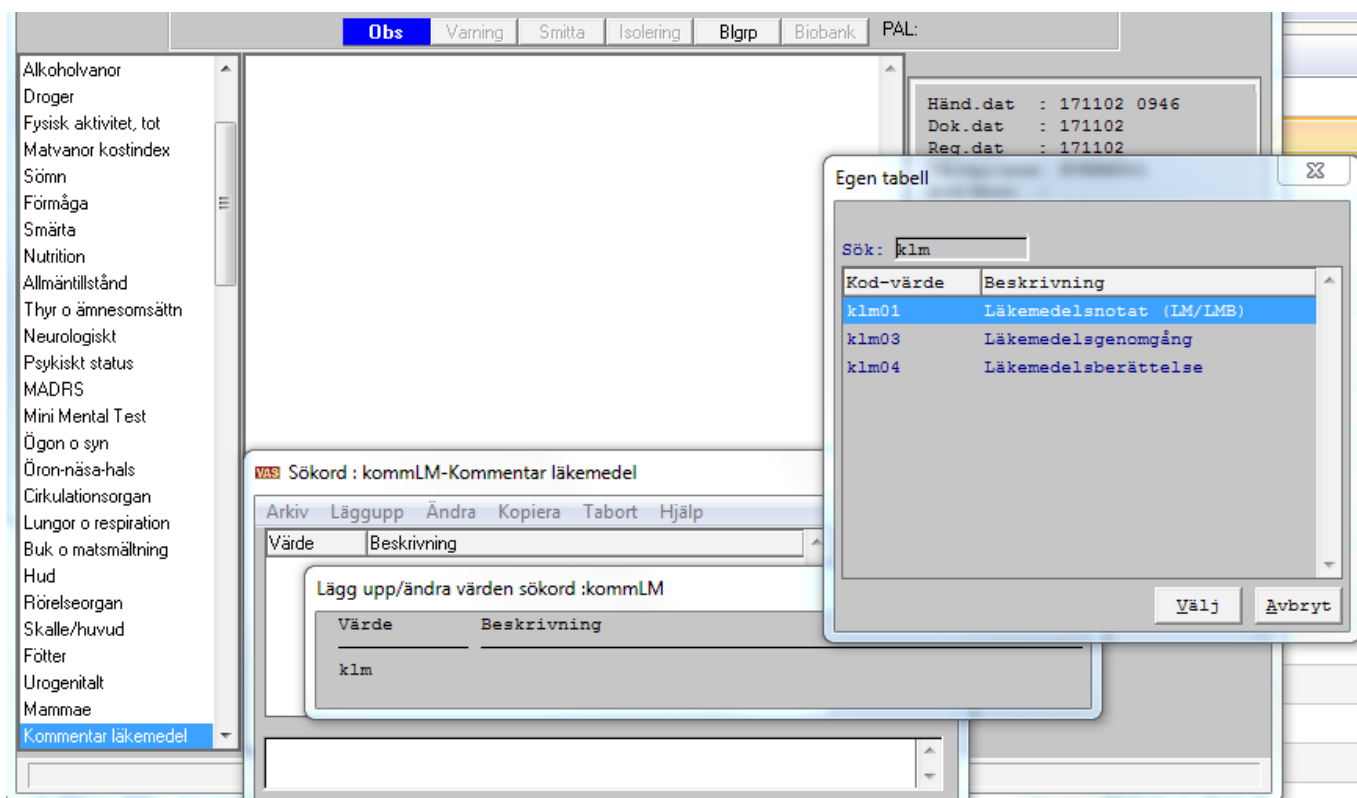 Obs Varning Smitta Isolering Blgrp Biobank PAL:
Alkoholvanor
Droger
Fysisk aktivitet, tot
Matvanor kostindex
Sömn
Förmåga
Smärta
Nutrition
Allmäntillstånd
Thyr o ämnesomsättn
Neurologiskt
Psykiskt status
MADRS
Mini Mental Test
Ögon o syn
Öron-näsa-hals
Cirkulationsorgan
Lungor o respiration
Buk o matsmältning
Hud
Rörelseorgan
Skalle/huvud
Fötter
Urogenitalt
Mammae
Kommentar läkemedel
Händ.dat : 171102 0946
Dok.dat : 171102
Reg.dat : 171102
Egen tabell
Sök: klm
Kod-värde Beskrivning
klm01 Läkemedelsnotat (LM/LMB)
klm03 Läkemedelsgenomgång
klm04 Läkemedelsberättelse
Välj Avbryt
VAS Sökord : kommLM-Kommentar läkemedel
Arkiv Läggupp Ändra Kopiera Tabort Hjälp
Värde Beskrivning
Lägg upp/ändra värden sökord :kommLM
Värde Beskrivning
klm